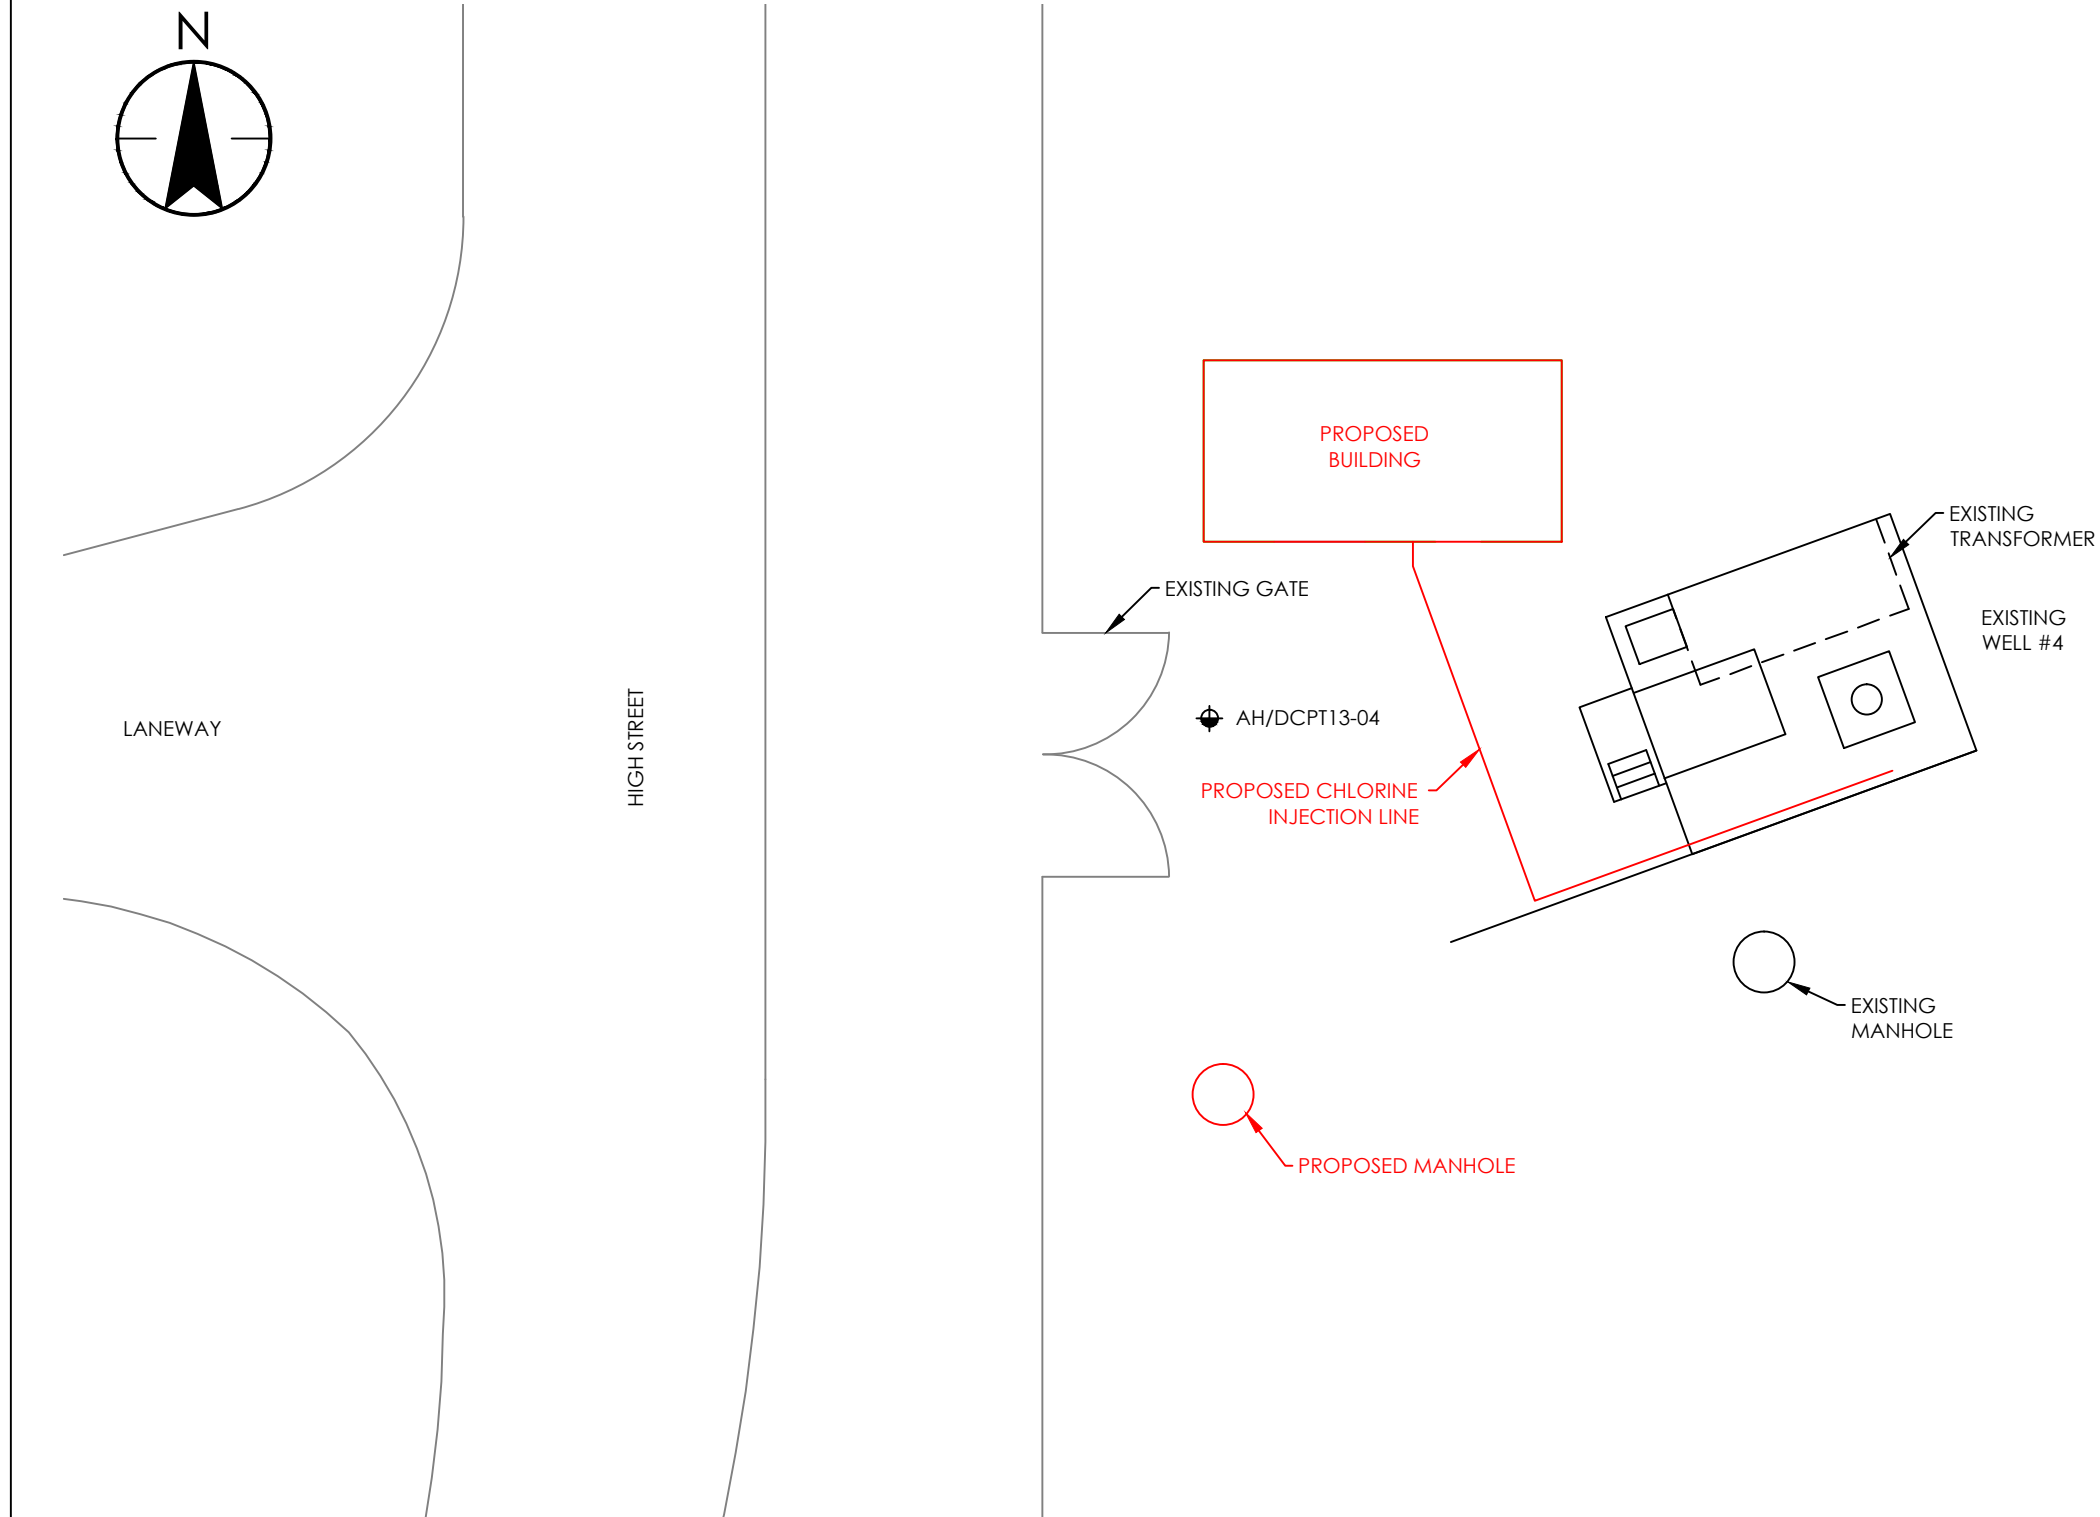 N
PROPOSED
BUILDING
EXISTING
TRANSFORMER
EXISTING GATE
EXISTING
WELL #4
LANEWAY
HIGH STREET
AH/DCPT13-04
PROPOSED CHLORINE
INJECTION LINE
EXISTING
MANHOLE
PROPOSED MANHOLE